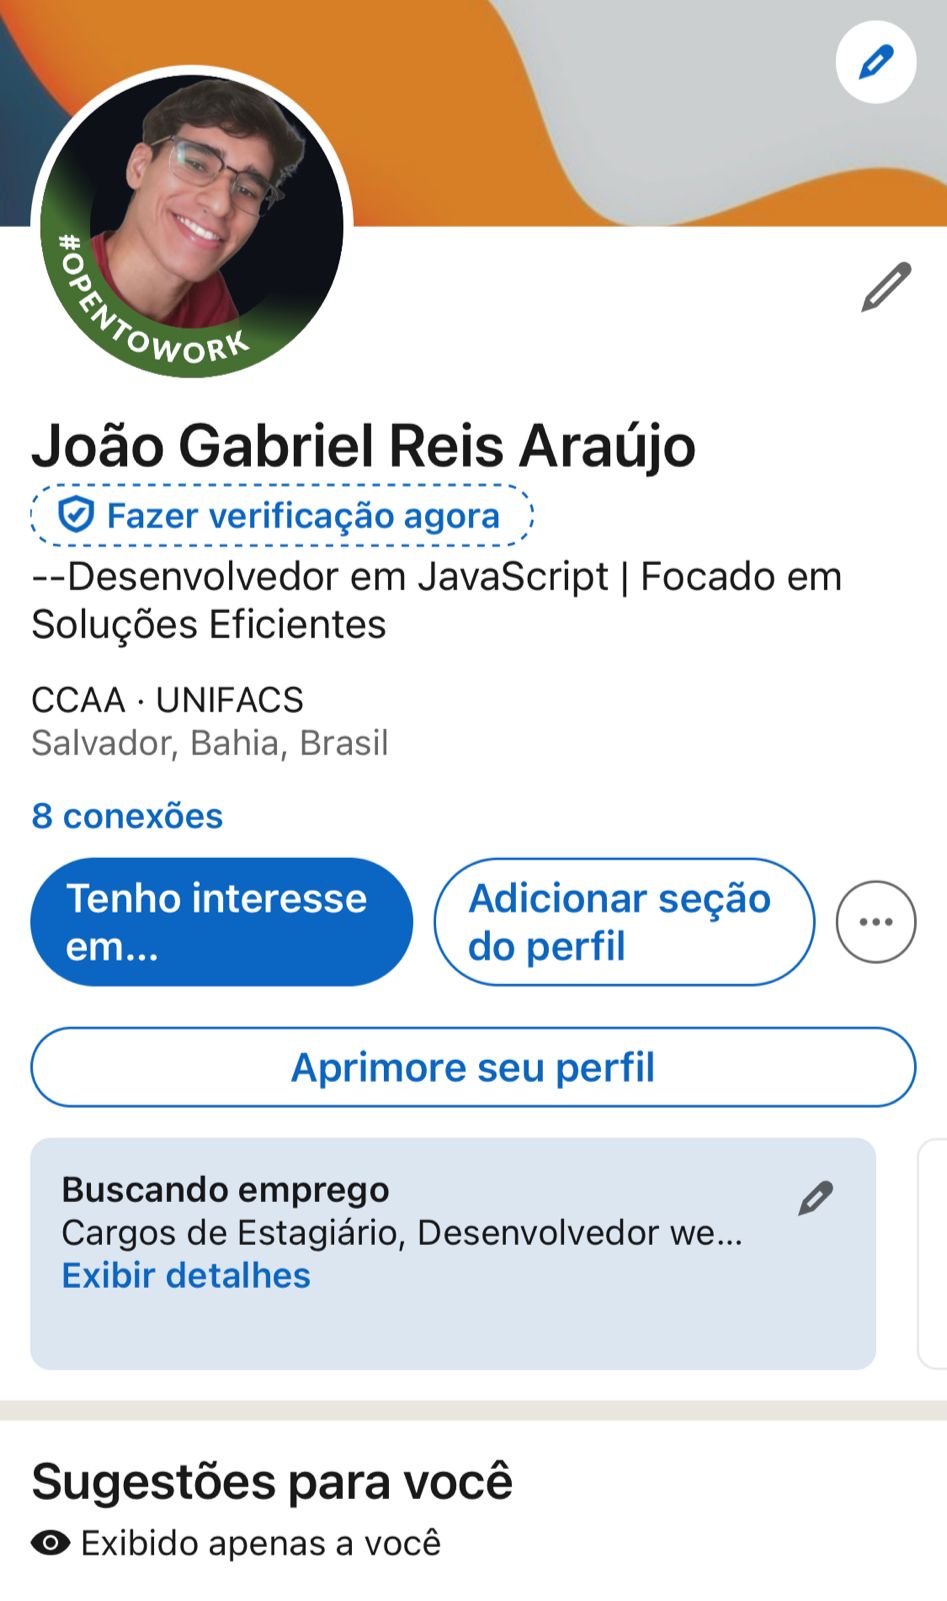 #OPENTOWORK
João Gabriel Reis Araújo
Fazer verificação agora
--Desenvolvedor em JavaScript | Focado em
Soluções Eficientes
CCAA · UNIFACS
Salvador, Bahia, Brasil
8 conexões
Tenho interesse
em...
Adicionar seção
do perfil
Aprimore seu perfil
Buscando emprego
Cargos de Estagiário, Desenvolvedor we...
Exibir detalhes
Sugestões para você
Exibido apenas a você